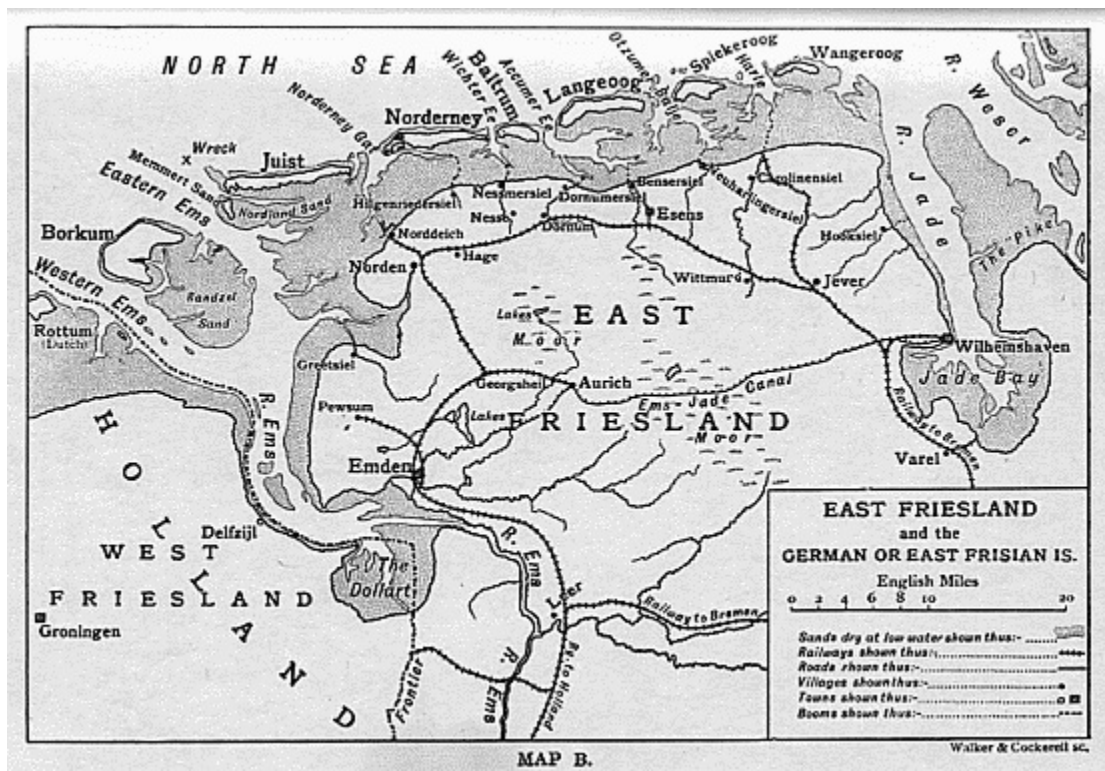 NORTH SEA
Norderney Gat
Norderney
Wichter Ee
Baltrum
Accumer Ee
Langeoog
Otzumer Balje
Spiekeroog
Harle
Wangeroog
R. Weser
R. Jade
Wreck
Juist
Memmert Sand
Nordland Sand
Eastern Ems
Borkum
Western Ems
Randzel
Sand
Rottum
(Dutch)
Hilgenriedersiel
Nessmersiel
Nesse
Dornumersiel
Dornum
Bensersiel
Esens
Neuharlingersiel
Carolinensiel
Hooksiel
The-pike
Norddeich
Norden
Hage
Wittmund
Jever
Lakes
EAST
Moor
Wilhemshaven
Jade Bay
Greetsiel
Georgsheil
Aurich
Ems-Jade Canal
Pewsum
Lakes
FRIESLAND
Moor
Railway to Bremen
Varel
HOLLAND
R. Ems
Emden
Delfzijl
WEST
FRIESLAND
Groningen
The
Dollart
R. Ems
Leer
Railway to Bremen
Frontier
R. Ems
Ry. to Holland
EAST FRIESLAND
and the
GERMAN OR EAST FRISIAN IS.
English Miles
0 2 4 6 8 10 20
Sands dry at low water shown thus:-
Railways shown thus:-
Roads rhown thus:-
Villages shown thus:-
Towns shown thus:-
Booms shown thus:-
MAP B.
Walker & Cockerell sc.